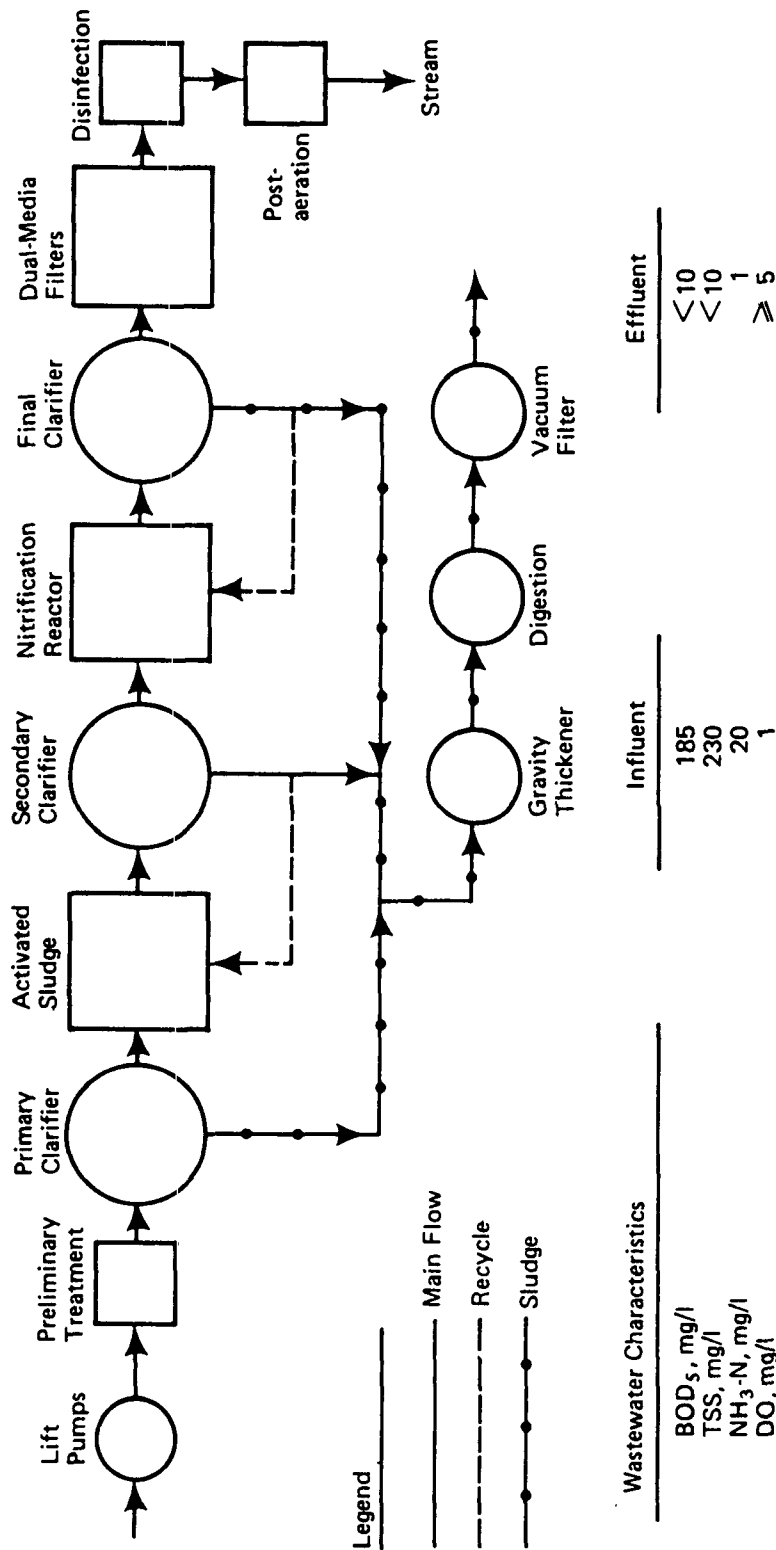 Lift
Pumps
Preliminary
Treatment
Primary
Clarifier
Activated
Sludge
Secondary
Clarifier
Nitrification
Reactor
Final
Clarifier
Dual-Media
Filters
Disinfection
Post-
aeration
Stream
Gravity
Thickener
Digestion
Vacuum
Filter
Legend
Main Flow
Recycle
Sludge
Wastewater Characteristics Influent Effluent
BOD₅, mg/l 185 <10
TSS, mg/l 230 <10
NH₃-N, mg/l 20 1
DO, mg/l 1 ⩾ 5